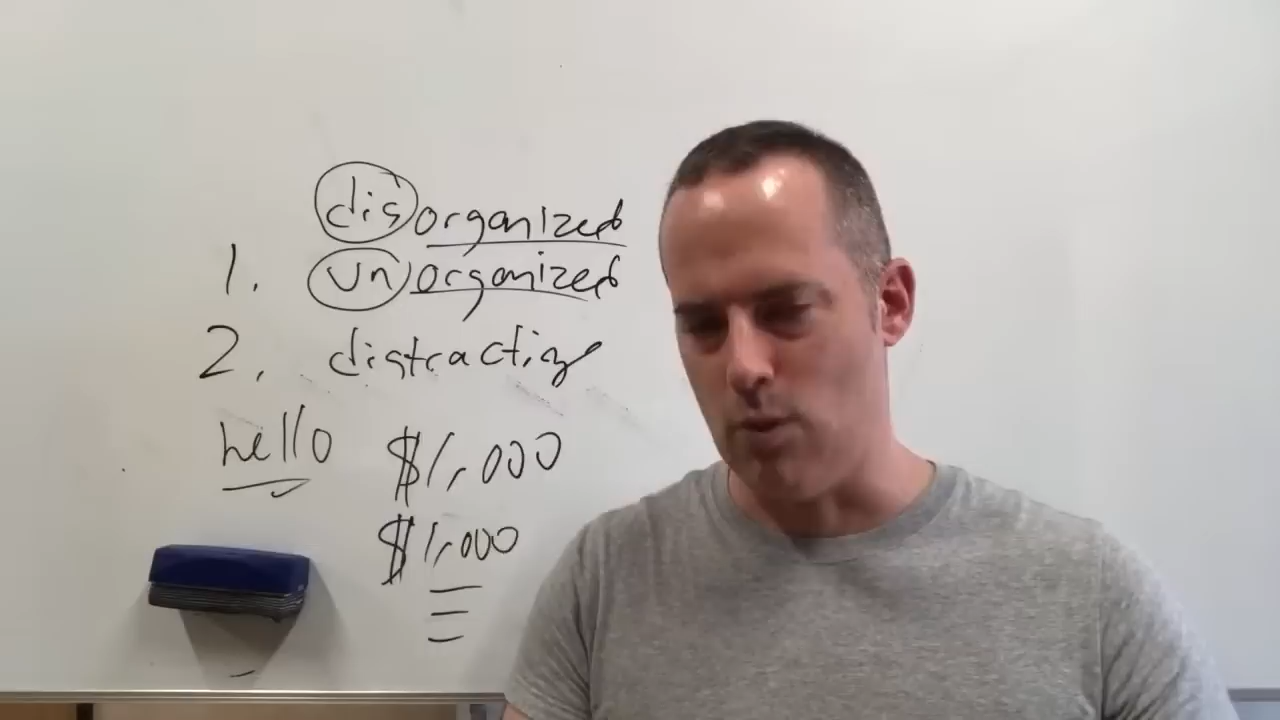 disorganized
1. unorganized
2. distracting
hello $1,000
$1,000